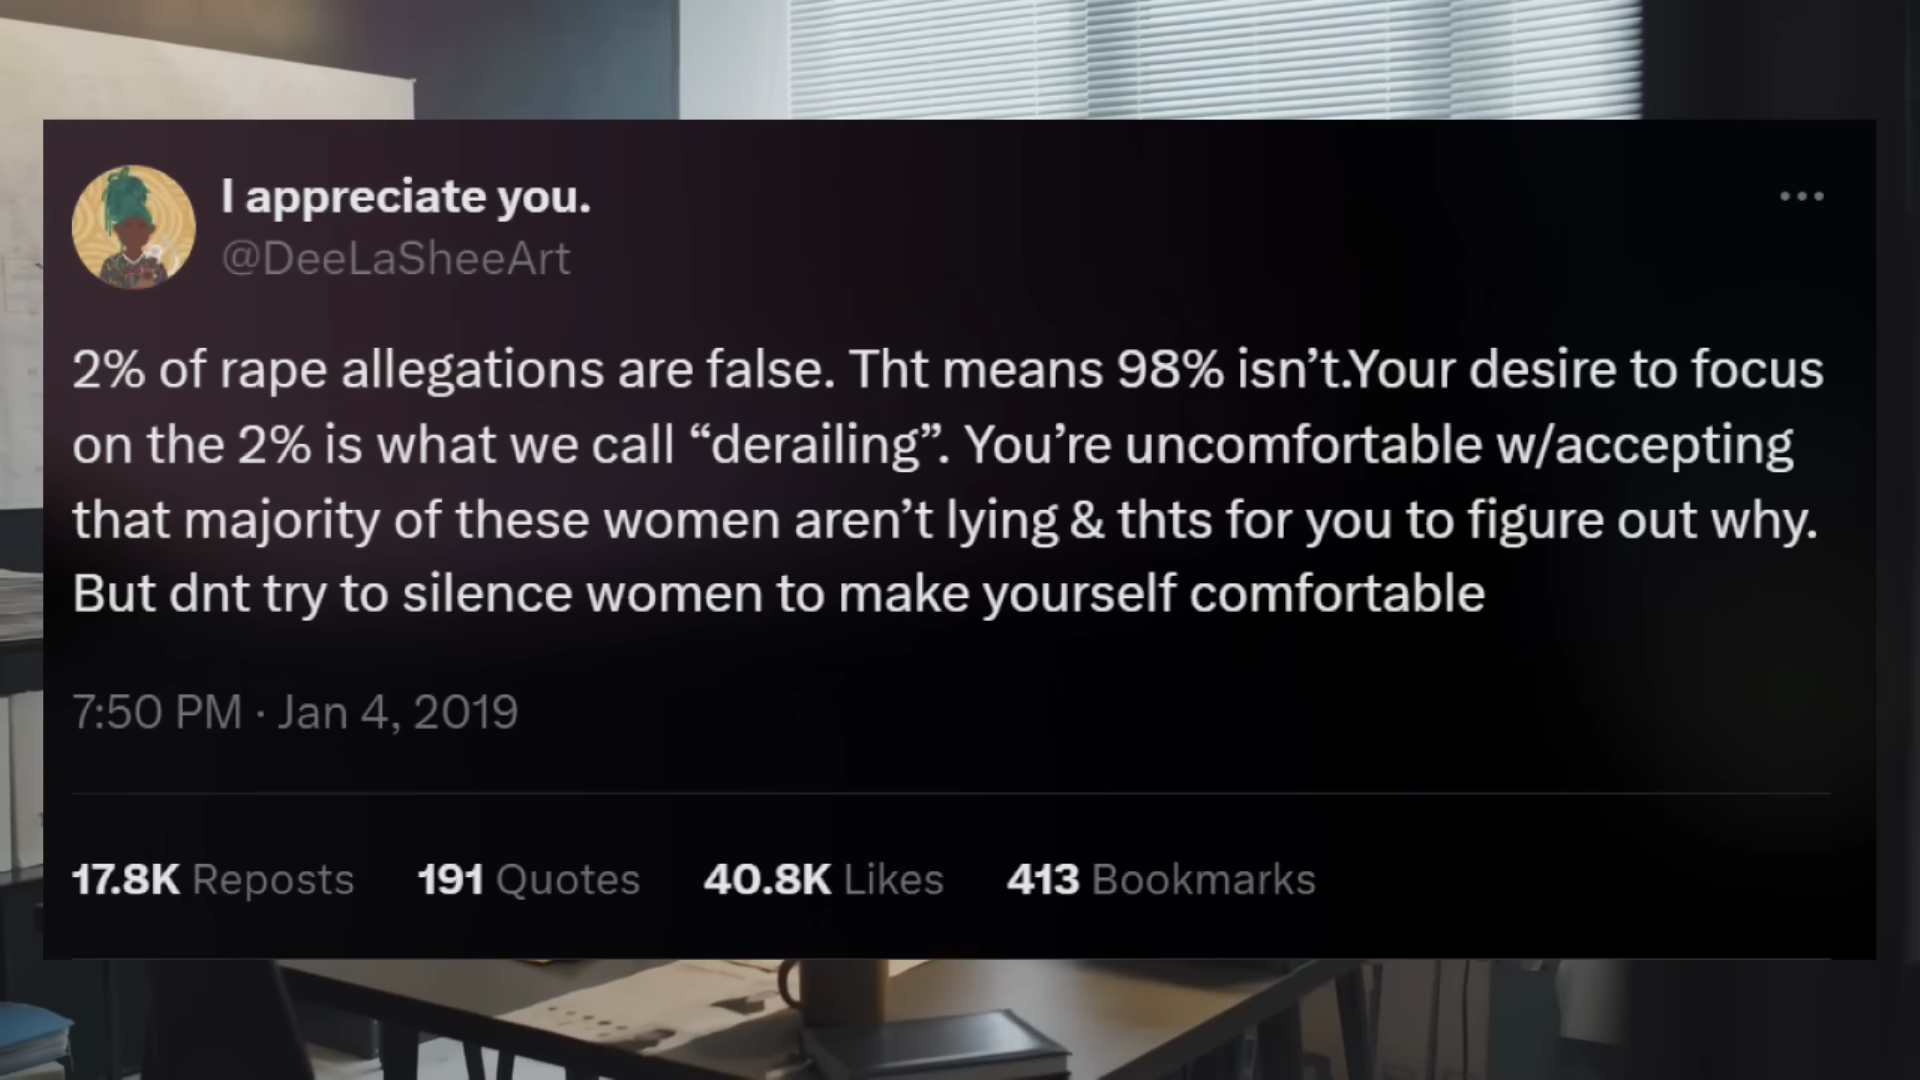 I appreciate you.
@DeeLaSheeArt
2% of rape allegations are false. Tht means 98% isn’t.Your desire to focus
on the 2% is what we call “derailing”. You’re uncomfortable w/accepting
that majority of these women aren’t lying & thts for you to figure out why.
But dnt try to silence women to make yourself comfortable
7:50 PM · Jan 4, 2019
17.8K Reposts 191 Quotes 40.8K Likes 413 Bookmarks